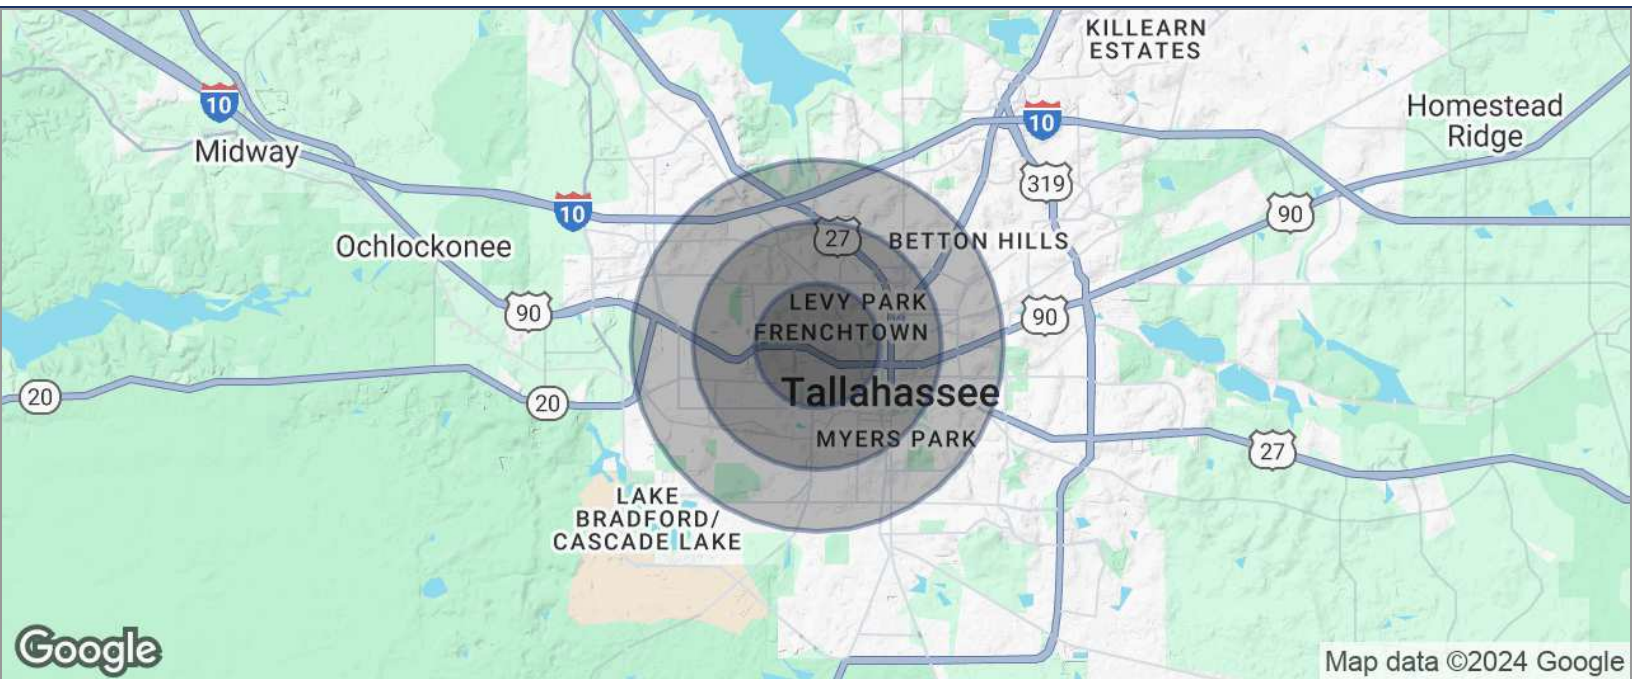 KILLEARN
ESTATES
10
Midway
10
Homestead
Ridge
319
10
90
27
BETTON HILLS
Ochlockonee
90
LEVY PARK
90
FRENCHTOWN
20
20
Tallahassee
MYERS PARK
27
LAKE
BRADFORD/
CASCADE LAKE
Google
Map data ©2024 Google